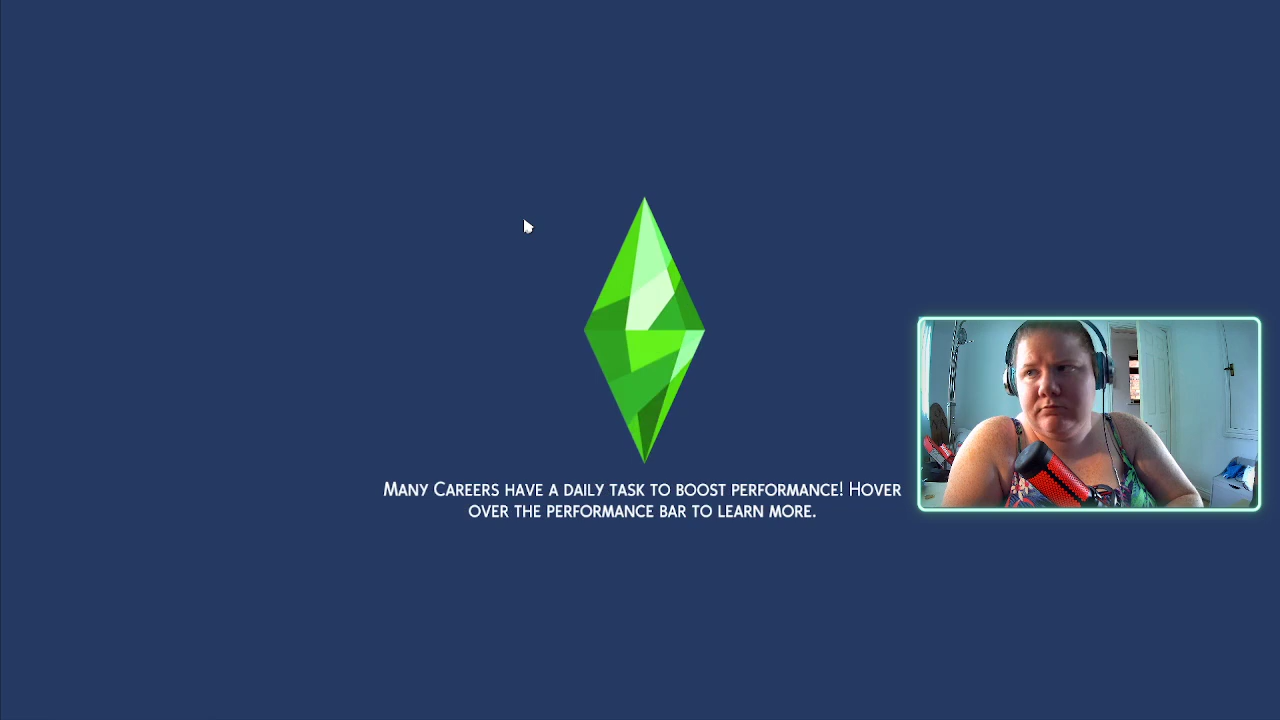 Many Careers have a daily task to boost performance! Hover
over the performance bar to learn more.